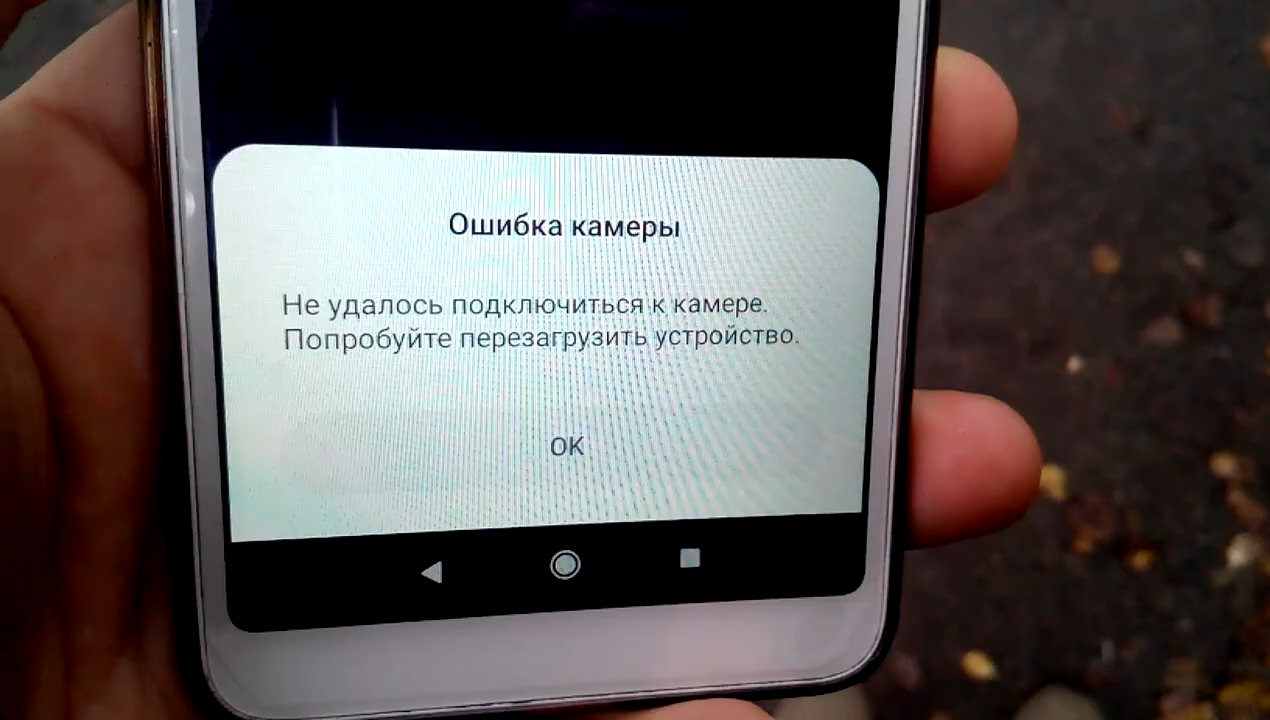 Ошибка камеры
Не удалось подключиться к камере.
Попробуйте перезагрузить устройство.
OK